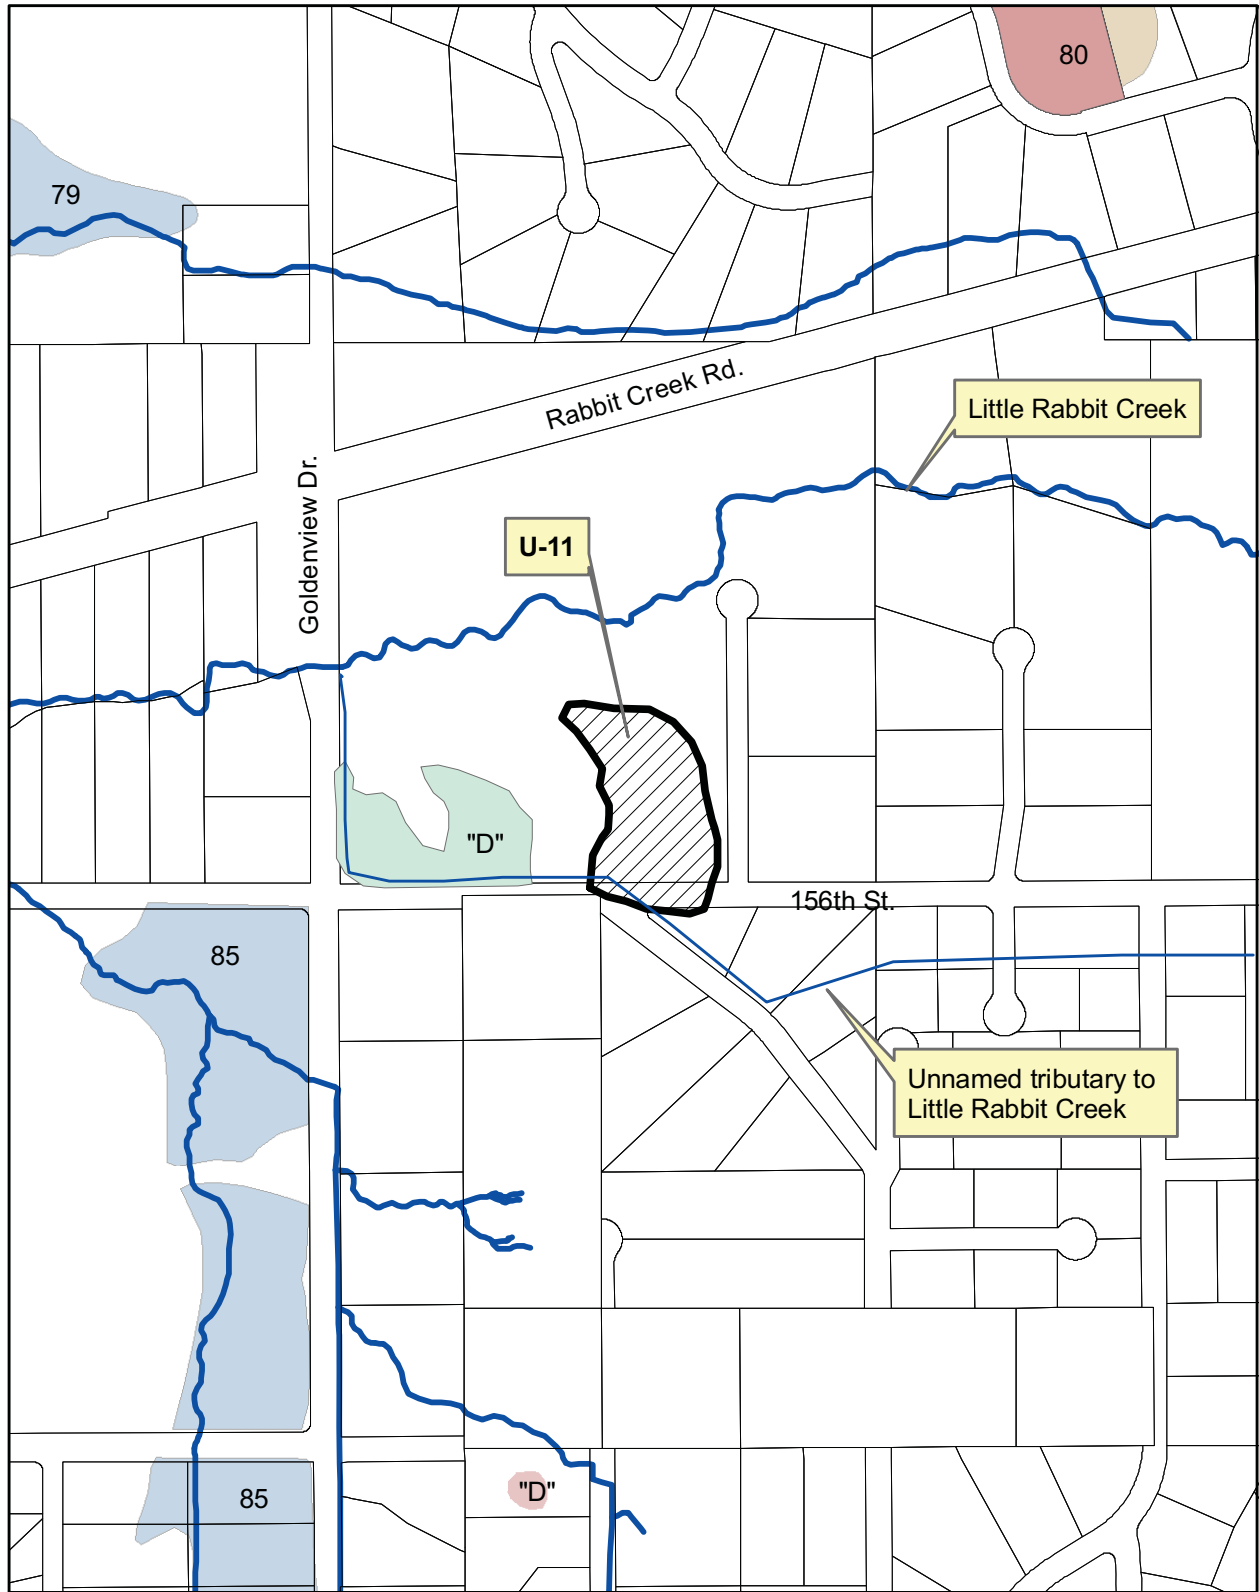 80
79
Rabbit Creek Rd.
Little Rabbit Creek
Goldenview Dr.
U-11
"D"
156th St.
85
Unnamed tributary to
Little Rabbit Creek
85
"D"